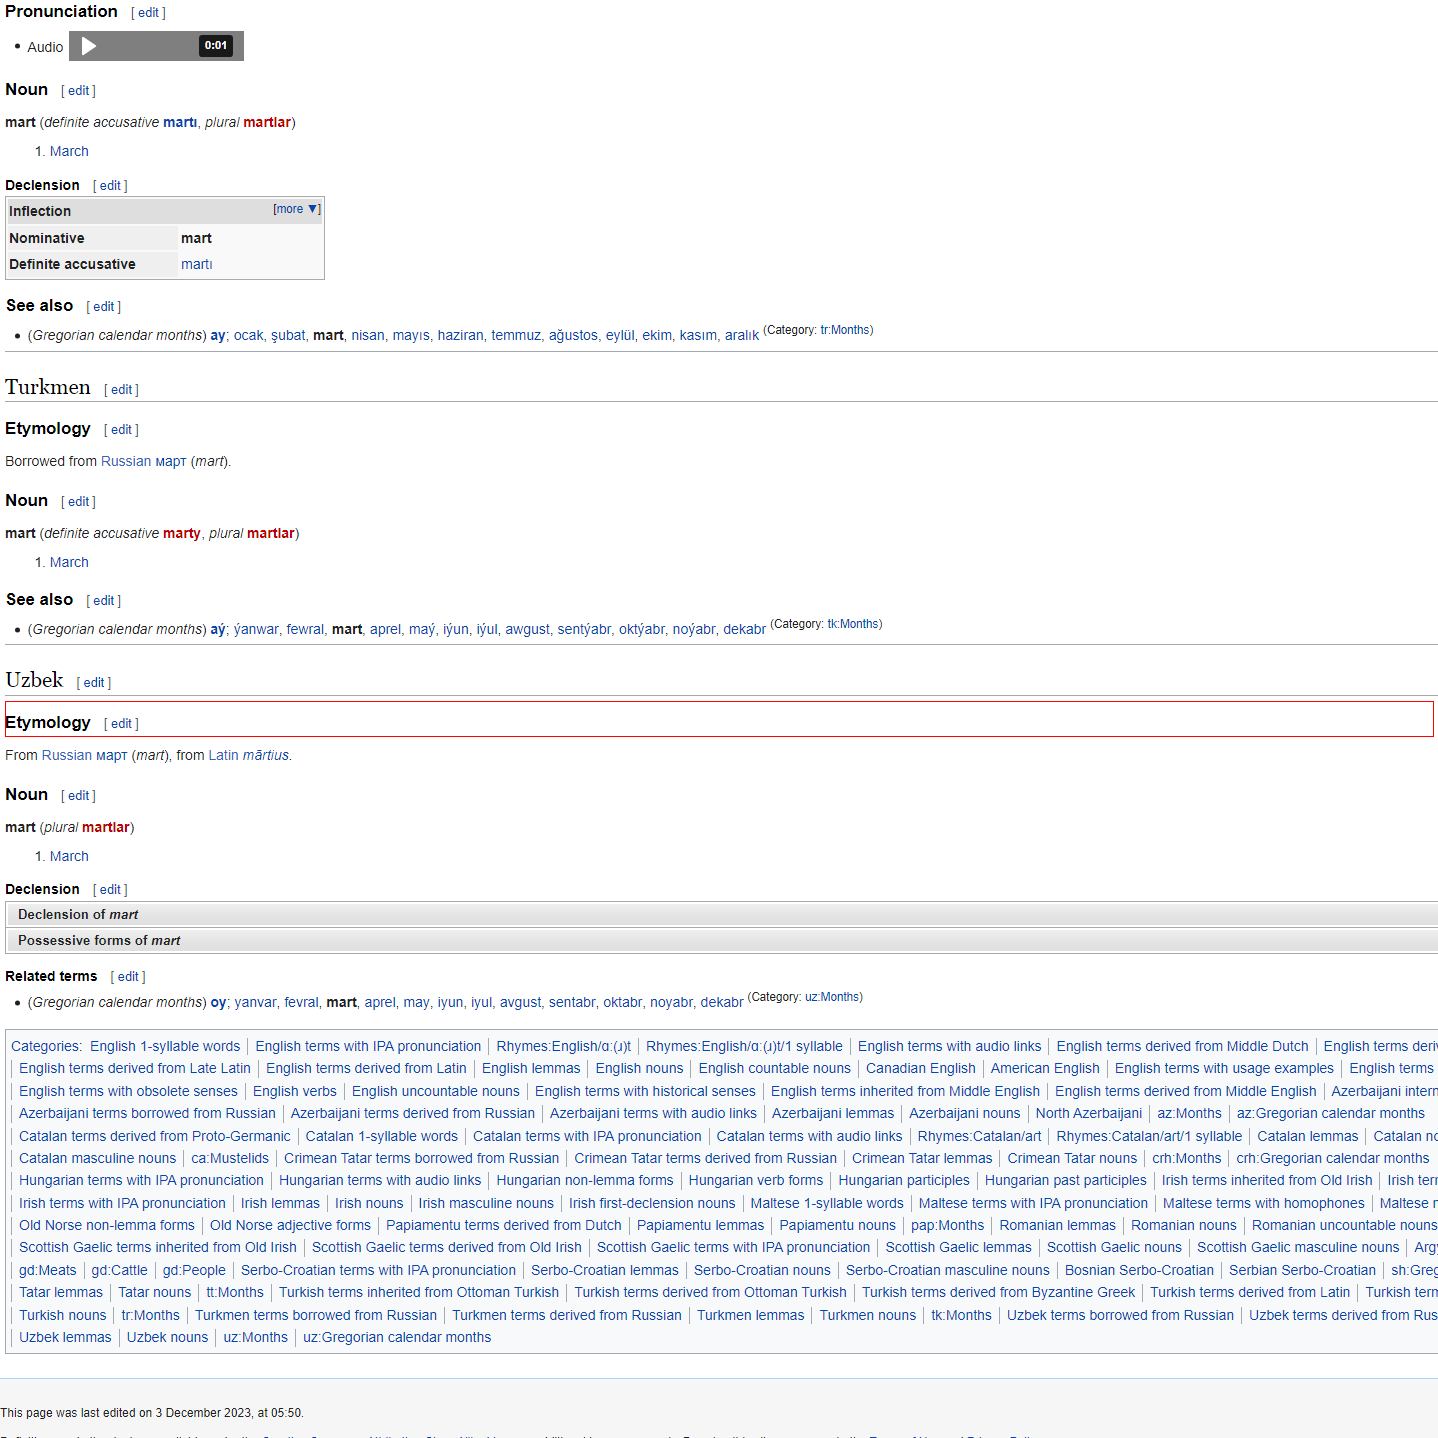 Pronunciation [ edit ]
• Audio 0:01
Noun [ edit ]
mart (definite accusative martı, plural martlar)
1. March
Declension [ edit ]
Inflection [more ▼]
Nominative mart
Definite accusative martı
See also [ edit ]
• (Gregorian calendar months) ay; ocak, şubat, mart, nisan, mayıs, haziran, temmuz, ağustos, eylül, ekim, kasım, aralık (Category: tr:Months)
Turkmen [ edit ]
Etymology [ edit ]
Borrowed from Russian март (mart).
Noun [ edit ]
mart (definite accusative marty, plural martlar)
1. March
See also [ edit ]
• (Gregorian calendar months) aý; ýanwar, fewral, mart, aprel, maý, iýun, iýul, awgust, sentýabr, oktýabr, noýabr, dekabr (Category: tk:Months)
Uzbek [ edit ]
Etymology [ edit ]
From Russian март (mart), from Latin mārtius.
Noun [ edit ]
mart (plural martlar)
1. March
Declension [ edit ]
Declension of mart
Possessive forms of mart
Related terms [ edit ]
• (Gregorian calendar months) oy; yanvar, fevral, mart, aprel, may, iyun, iyul, avgust, sentabr, oktabr, noyabr, dekabr (Category: uz:Months)
Categories: English 1-syllable words | English terms with IPA pronunciation | Rhymes:English/ɑː(ɹ)t | Rhymes:English/ɑː(ɹ)t/1 syllable | English terms with audio links | English terms derived from Middle Dutch | English terms
| English terms derived from Late Latin | English terms derived from Latin | English lemmas | English nouns | English countable nouns | Canadian English | American English | English terms with usage examples | English terms
| English terms with obsolete senses | English verbs | English uncountable nouns | English terms with historical senses | English terms inherited from Middle English | English terms derived from Middle English | Azerbaijani
| Azerbaijani terms borrowed from Russian | Azerbaijani terms derived from Russian | Azerbaijani terms with audio links | Azerbaijani lemmas | Azerbaijani nouns | North Azerbaijani | az:Months | az:Gregorian calendar months
| Catalan terms derived from Proto-Germanic | Catalan 1-syllable words | Catalan terms with IPA pronunciation | Catalan terms with audio links | Rhymes:Catalan/art | Rhymes:Catalan/art/1 syllable | Catalan lemmas | Catalan
| Catalan masculine nouns | ca:Mustelids | Crimean Tatar terms borrowed from Russian | Crimean Tatar terms derived from Russian | Crimean Tatar lemmas | Crimean Tatar nouns | crh:Months | crh:Gregorian calendar months
| Hungarian terms with IPA pronunciation | Hungarian terms with audio links | Hungarian non-lemma forms | Hungarian verb forms | Hungarian participles | Hungarian past participles | Irish terms inherited from Old Irish | Irish
| Irish terms with IPA pronunciation | Irish lemmas | Irish nouns | Irish masculine nouns | Irish first-declension nouns | Maltese 1-syllable words | Maltese terms with IPA pronunciation | Maltese terms with homophones | Maltese
| Old Norse non-lemma forms | Old Norse adjective forms | Papiamentu terms derived from Dutch | Papiamentu lemmas | Papiamentu nouns | pap:Months | Romanian lemmas | Romanian nouns | Romanian uncountable nouns
| Scottish Gaelic terms inherited from Old Irish | Scottish Gaelic terms derived from Old Irish | Scottish Gaelic terms with IPA pronunciation | Scottish Gaelic lemmas | Scottish Gaelic nouns | Scottish Gaelic masculine nouns |
| gd:Meats | gd:Cattle | gd:People | Serbo-Croatian terms with IPA pronunciation | Serbo-Croatian lemmas | Serbo-Croatian nouns | Serbo-Croatian masculine nouns | Bosnian Serbo-Croatian | Serbian Serbo-Croatian |
| Tatar lemmas | Tatar nouns | tt:Months | Turkish terms inherited from Ottoman Turkish | Turkish terms derived from Ottoman Turkish | Turkish terms derived from Byzantine Greek | Turkish terms derived from Latin | Turkish
| Turkish nouns | tr:Months | Turkmen terms borrowed from Russian | Turkmen terms derived from Russian | Turkmen lemmas | Turkmen nouns | tk:Months | Uzbek terms borrowed from Russian | Uzbek terms derived from
| Uzbek lemmas | Uzbek nouns | uz:Months | uz:Gregorian calendar months
This page was last edited on 3 December 2023, at 05:50.